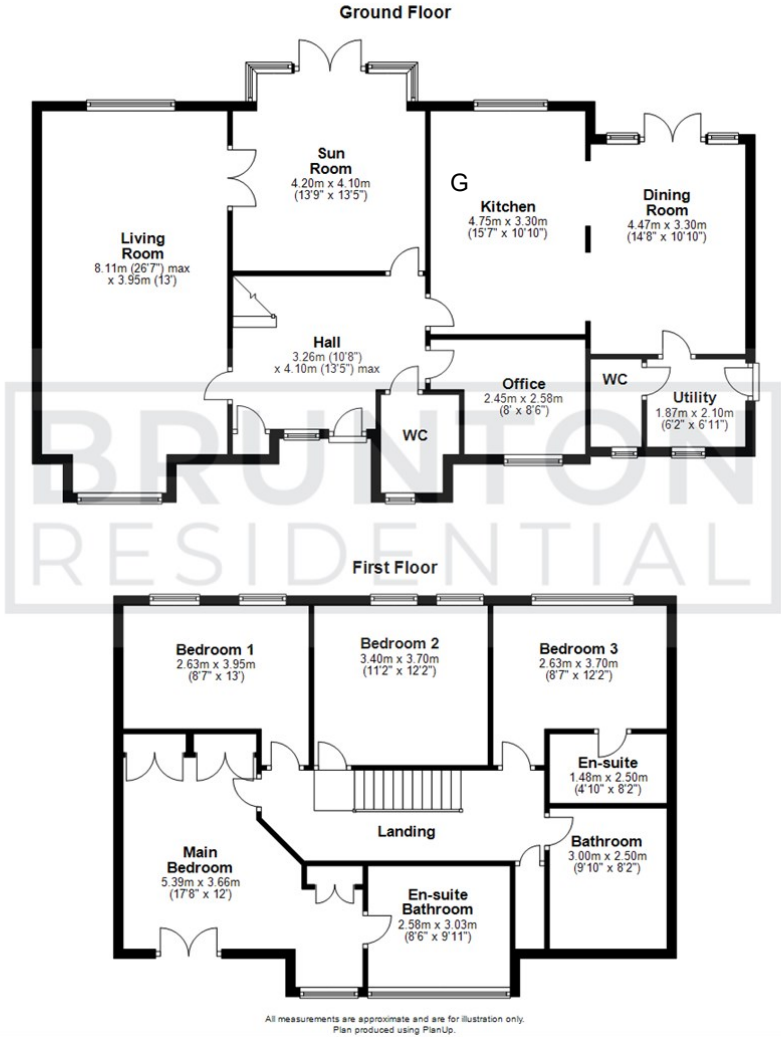 Ground Floor
Sun
Room
4.20m x 4.10m
(13'9" x 13'5")
G
Kitchen
4.75m x 3.30m
(15'7" x 10'10")
Dining
Room
4.47m x 3.30m
(14'8" x 10'10")
Living
Room
8.11m (26'7") max
x 3.95m (13')
Hall
3.26m (10'8")
x 4.10m (13'5") max
Office
2.45m x 2.58m
(8' x 8'6")
WC
Utility
1.87m x 2.10m
(6'2" x 6'11")
WC
BRUNTON
RESIDENTIAL
First Floor
Bedroom 1
2.63m x 3.95m
(8'7" x 13')
Bedroom 2
3.40m x 3.70m
(11'2" x 12'2")
Bedroom 3
2.63m x 3.70m
(8'7" x 12'2")
En-suite
1.48m x 2.50m
(4'10" x 8'2")
Landing
Bathroom
3.00m x 2.50m
(9'10" x 8'2")
Main
Bedroom
5.39m x 3.66m
(17'8" x 12')
En-suite
Bathroom
2.58m x 3.03m
(8'6" x 9'11")
All measurements are approximate and are for illustration only.
Plan produced using PlanUp.